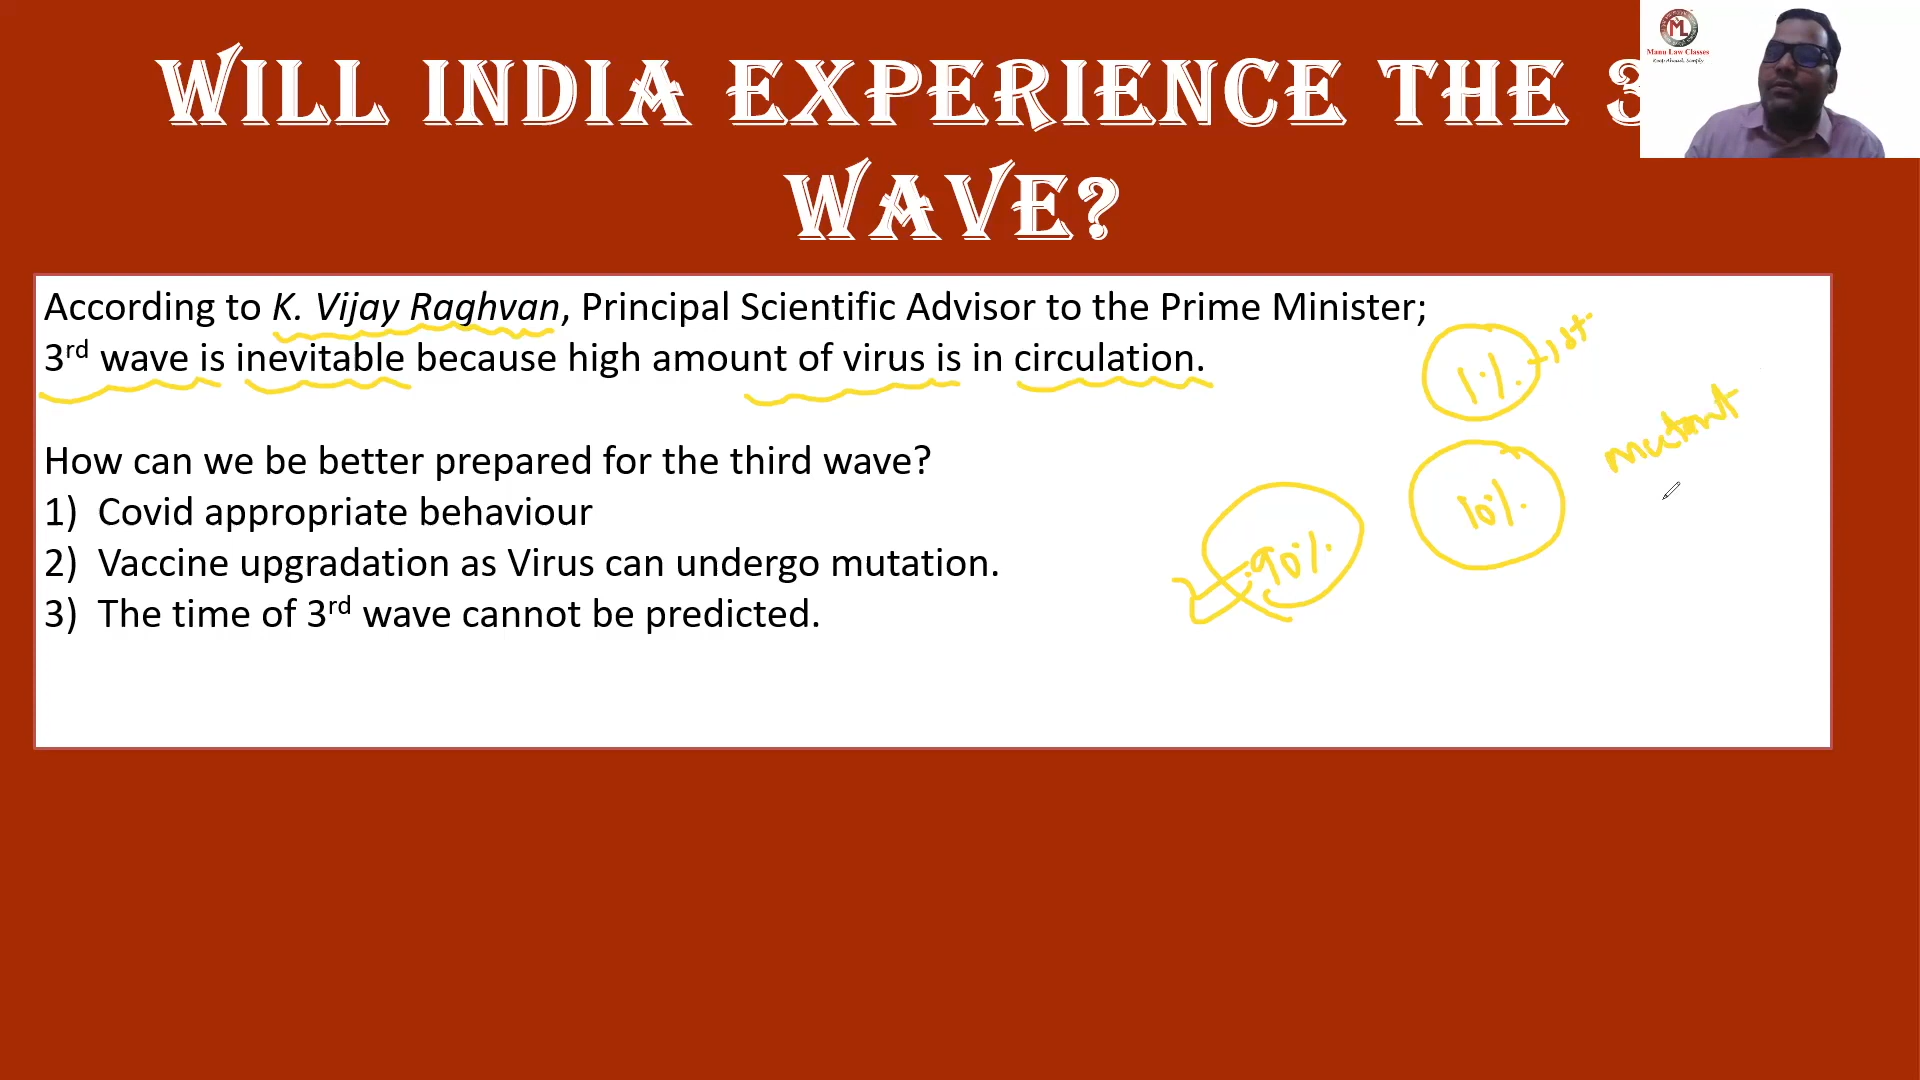 WILL INDIA EXPERIENCE THE 3
WAVE?
Manu Law Classes
According to K. Vijay Raghvan, Principal Scientific Advisor to the Prime Minister;
3rd wave is inevitable because high amount of virus is in circulation.
1% - 1st.
mutant
How can we be better prepared for the third wave?
1) Covid appropriate behaviour
10%.
2) Vaccine upgradation as Virus can undergo mutation.
90%.
3) The time of 3rd wave cannot be predicted.